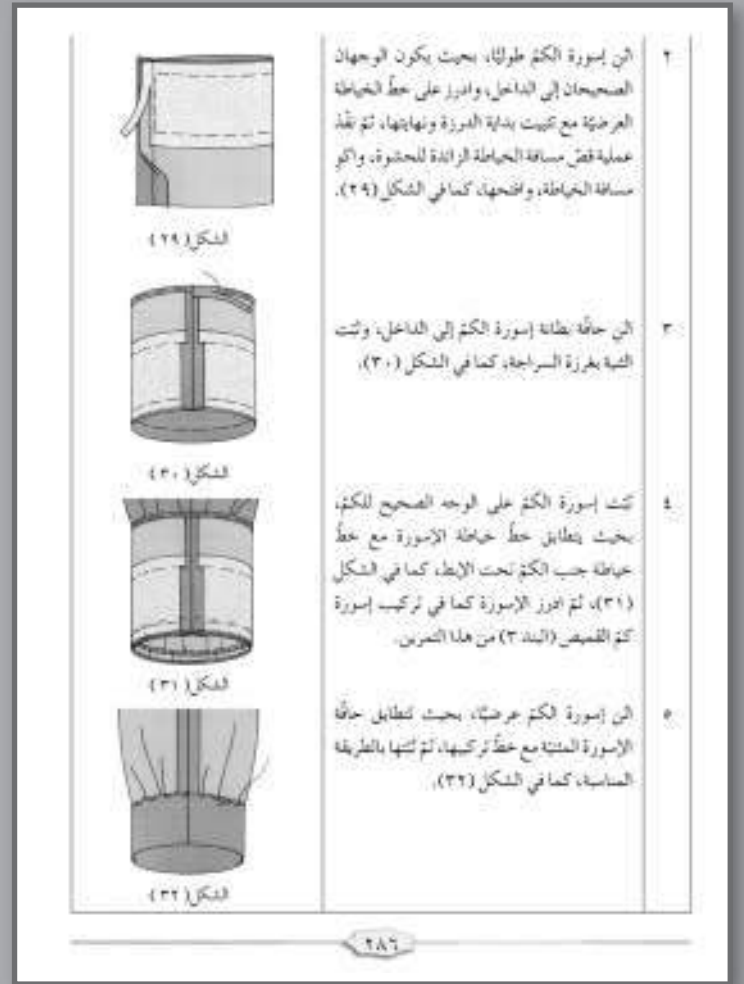 ٢
اثنِ إسورة الكمّ طوليًّا، بحيث يكون الوجهان
الصحيحان إلى الداخل، وادرز على خطّ الخياطة
العرضيّة مع تثبيت بداية الدرزة ونهايتها، ثمّ نفّذ
عملية قصّ مسافة الخياطة الزائدة للحشوة، واكوِ
مسافة الخياطة، وافتحها، كما في الشكل (٢٩).
الشكل (٢٩)
٣
اثنِ حافّة بطانة إسورة الكمّ إلى الداخل، وثبّت
الثنية بغرزة السراجة، كما في الشكل (٣٠).
الشكل (٣٠)
٤
ثبّت إسورة الكمّ على الوجه الصحيح للكمّ،
بحيث يتطابق خطّ خياطة الإسورة مع خطّ
خياطة جنب الكمّ تحت الإبط، كما في الشكل
(٣١)، ثمّ ادرز الإسورة كما في تركيب إسورة
كمّ القميص (البند ٣) من هذا التمرين.
الشكل (٣١)
٥
اثنِ إسورة الكمّ عرضيًّا، بحيث تتطابق حافّة
الإسورة المثنيّة مع خطّ تركيبها، ثمّ ثبّتها بالطريقة
المناسبة، كما في الشكل (٣٢).
الشكل (٣٢)
٢٨٦